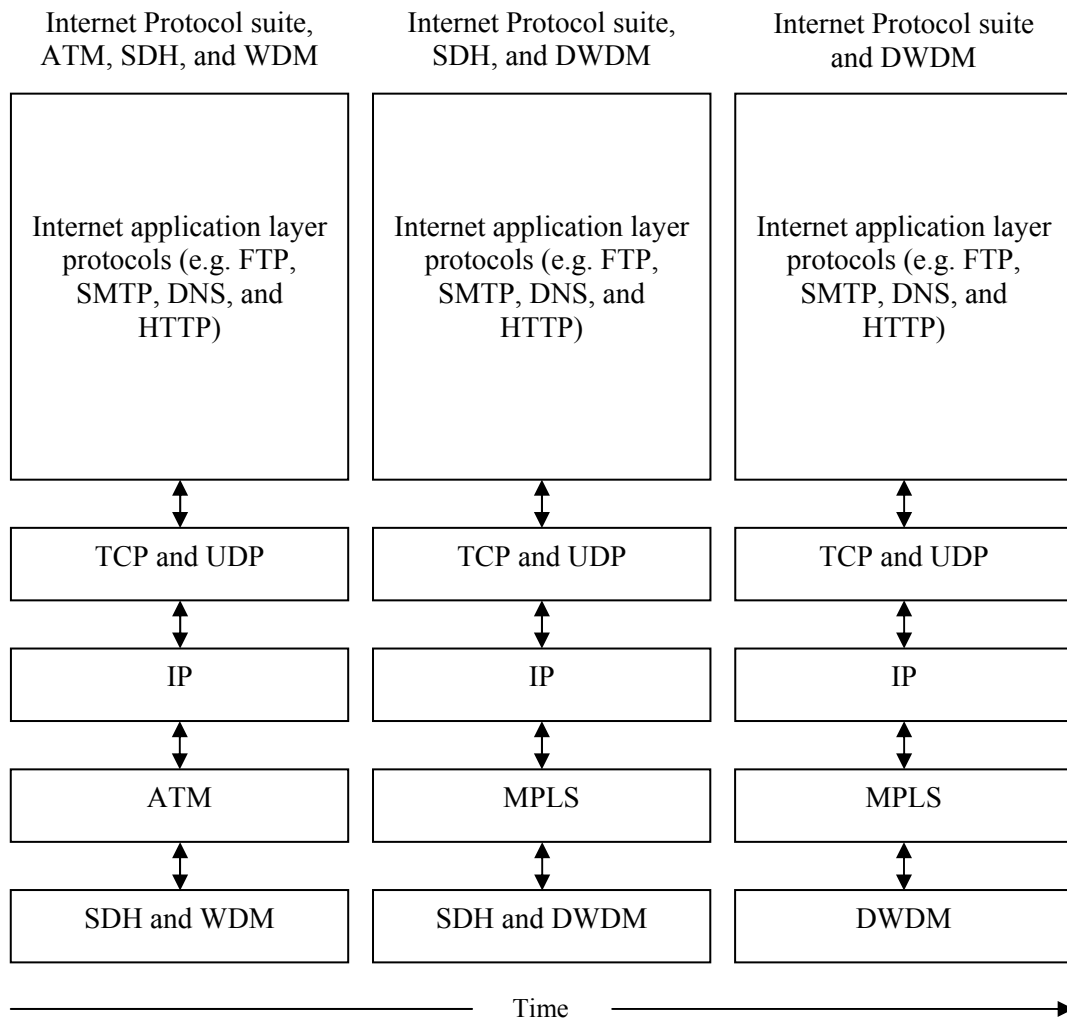 Internet Protocol suite,
ATM, SDH, and WDM
Internet application layer
protocols (e.g. FTP,
SMTP, DNS, and
HTTP)
TCP and UDP
IP
ATM
SDH and WDM
Internet Protocol suite,
SDH, and DWDM
Internet application layer
protocols (e.g. FTP,
SMTP, DNS, and
HTTP)
TCP and UDP
IP
MPLS
SDH and DWDM
Internet Protocol suite
and DWDM
Internet application layer
protocols (e.g. FTP,
SMTP, DNS, and
HTTP)
TCP and UDP
IP
MPLS
DWDM
Time